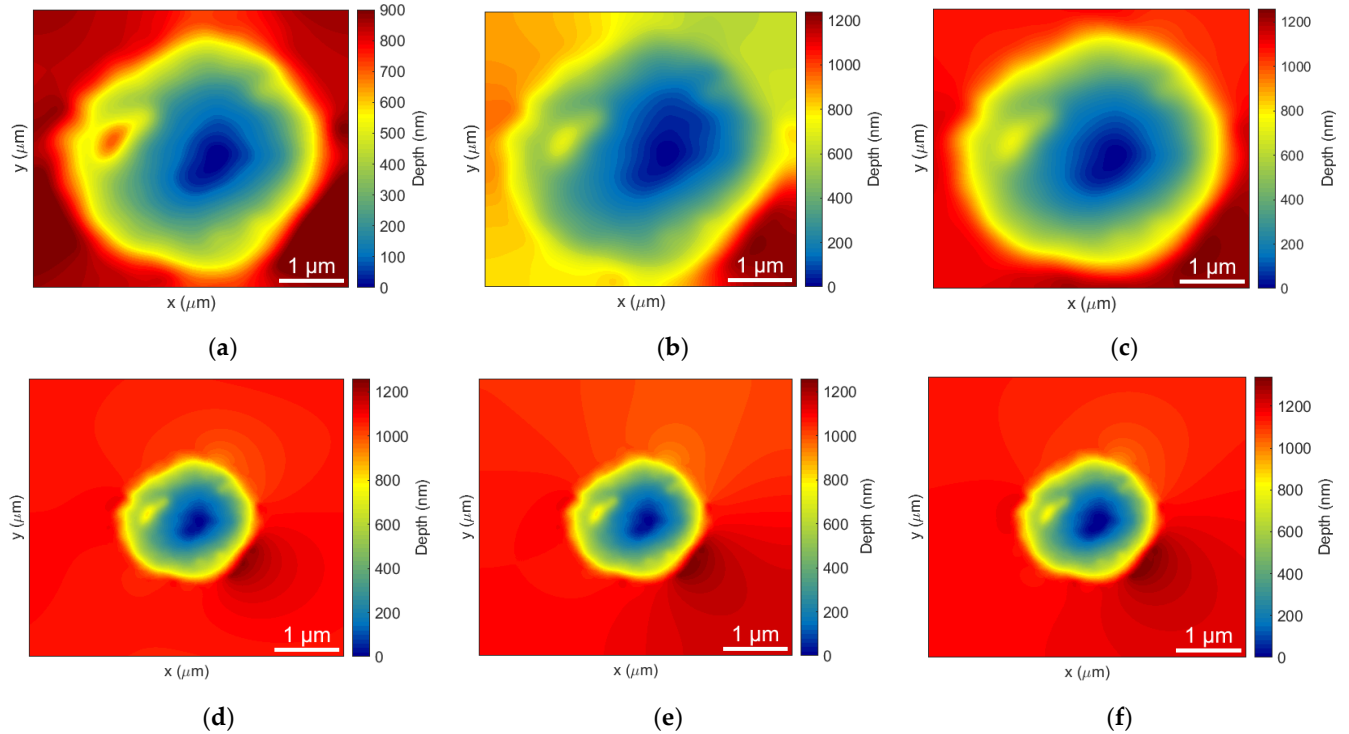 y (μm)
1 μm
x (μm)
900
800
700
600
500
400
300
200
100
0
Depth (nm)
(a)
y (μm)
1 μm
x (μm)
1200
1000
800
600
400
200
0
Depth (nm)
(b)
y (μm)
1 μm
x (μm)
1200
1000
800
600
400
200
0
Depth (nm)
(c)
y (μm)
1 μm
x (μm)
1200
1000
800
600
400
200
0
Depth (nm)
(d)
y (μm)
1 μm
x (μm)
1200
1000
800
600
400
200
0
Depth (nm)
(e)
y (μm)
1 μm
x (μm)
1200
1000
800
600
400
200
0
Depth (nm)
(f)